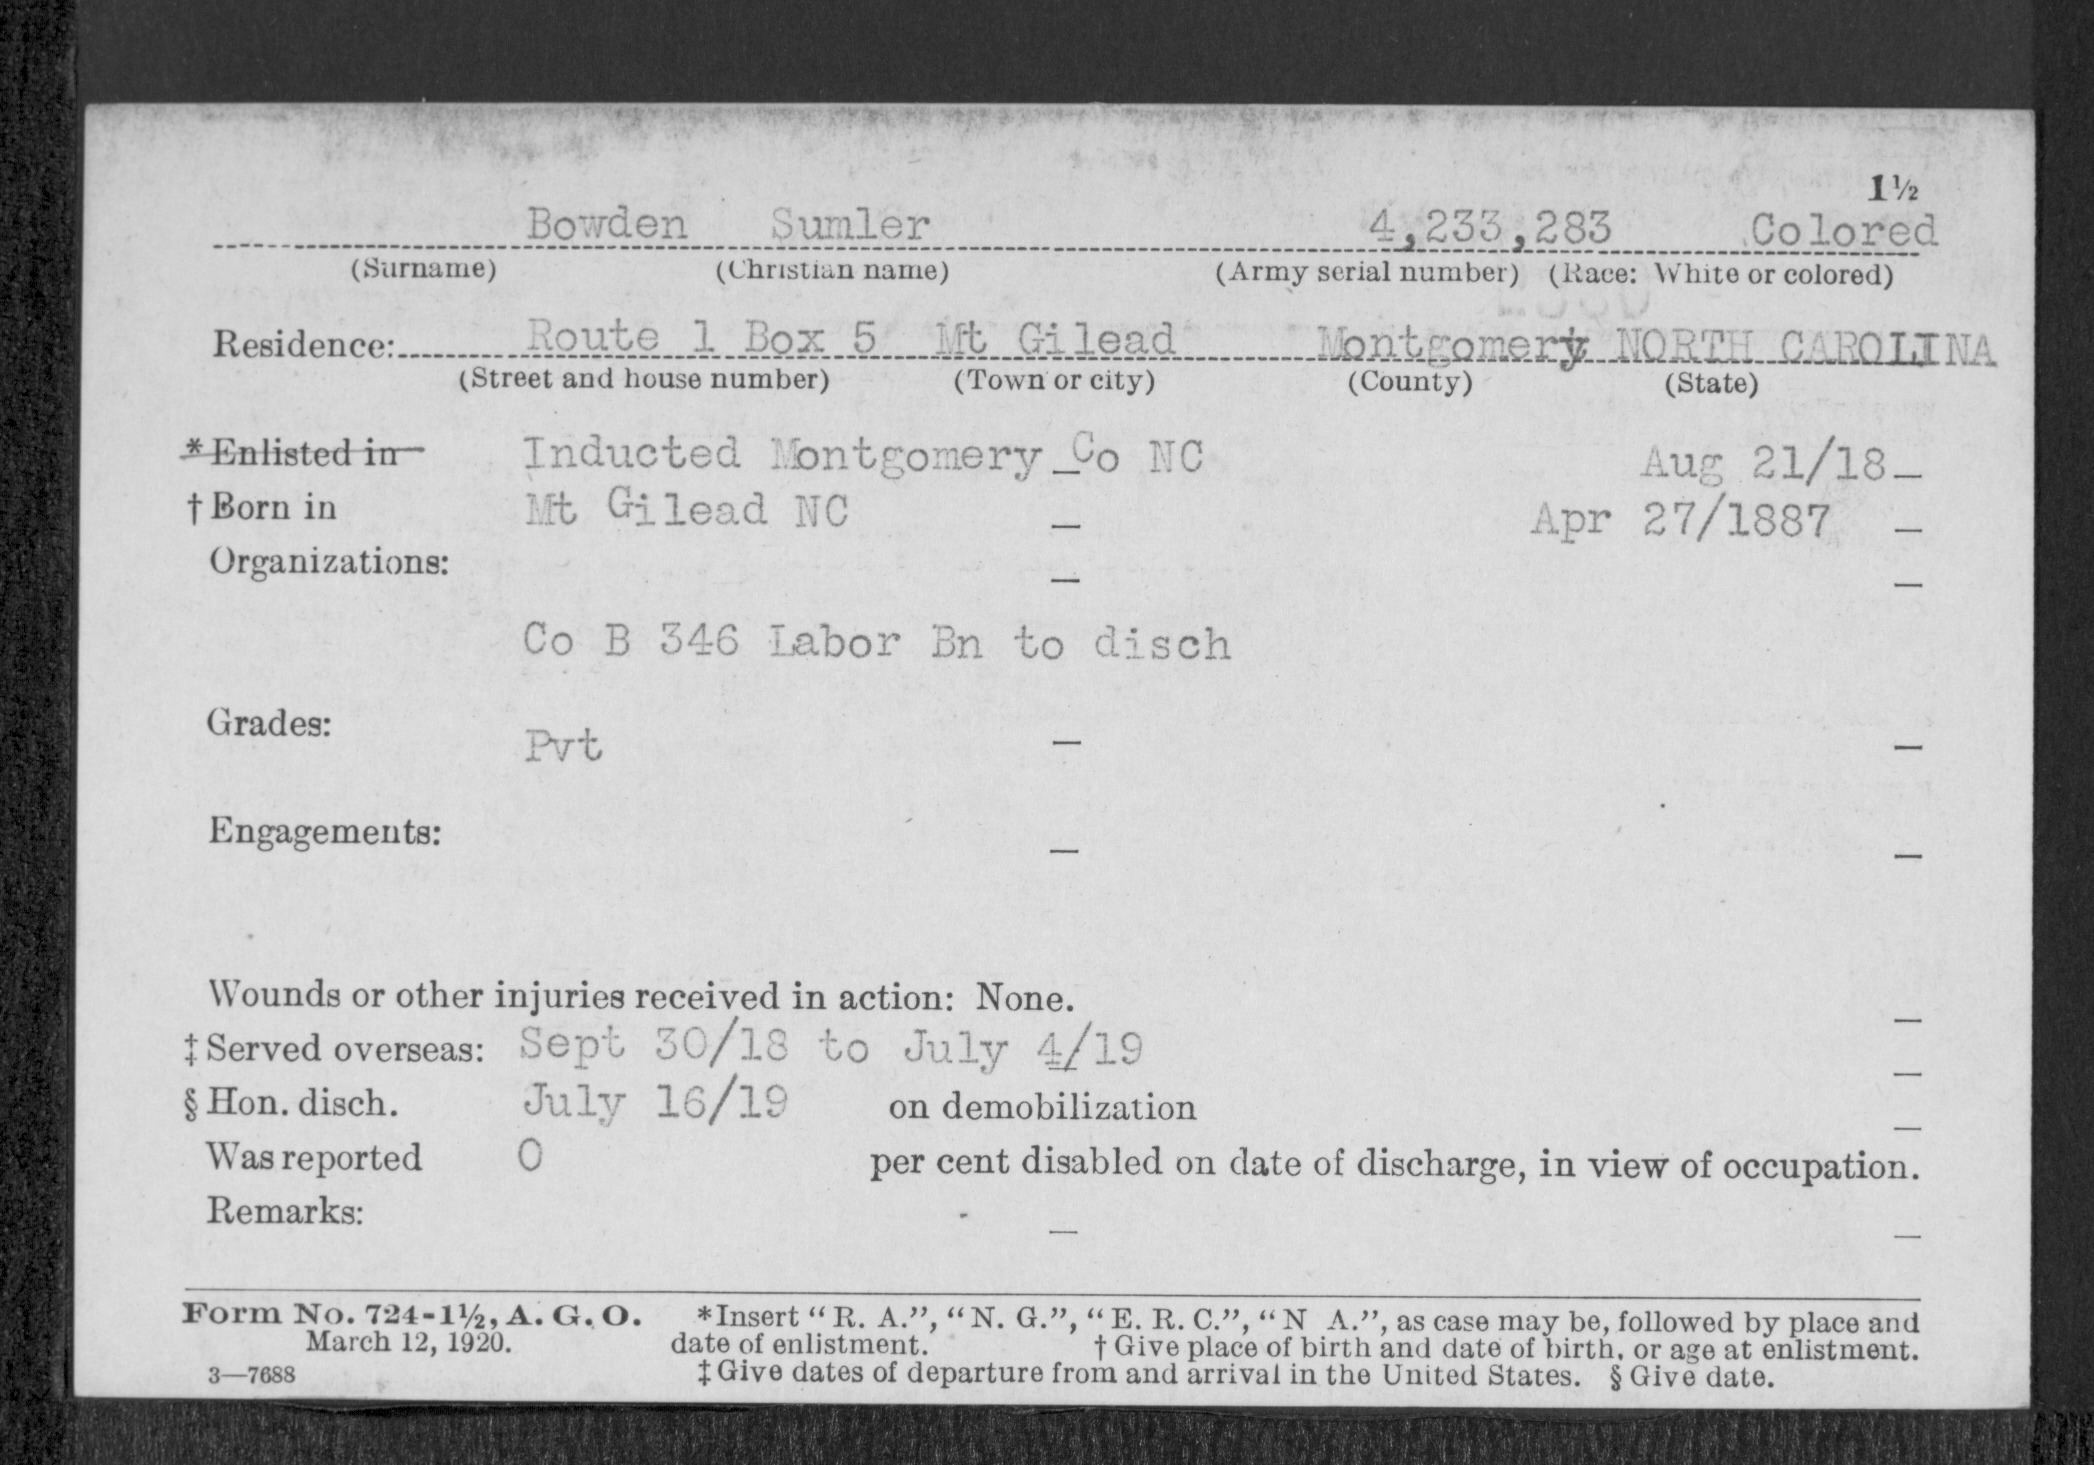 1½
Bowden Sumler 4,233,283 Colored
(Surname) (Christian name) (Army serial number) (Race: White or colored)
Residence: Route 1 Box 5 Mt Gilead Montgomery NORTH CAROLINA
(Street and house number) (Town or city) (County) (State)
*Enlisted in Inducted Montgomery Co NC Aug 21/18
†Born in Mt Gilead NC Apr 27/1887
Organizations:
Co B 346 Labor Bn to disch
Grades: Pvt
Engagements:
Wounds or other injuries received in action: None.
‡Served overseas: Sept 30/18 to July 4/19
§Hon. disch. July 16/19 on demobilization
Was reported 0 per cent disabled on date of discharge, in view of occupation.
Remarks:
Form No. 724-1½, A. G. O. *Insert "R. A.", "N. G.", "E. R. C.", "N A.", as case may be, followed by place and
March 12, 1920. date of enlistment. †Give place of birth and date of birth, or age at enlistment.
3—7688 ‡Give dates of departure from and arrival in the United States. §Give date.